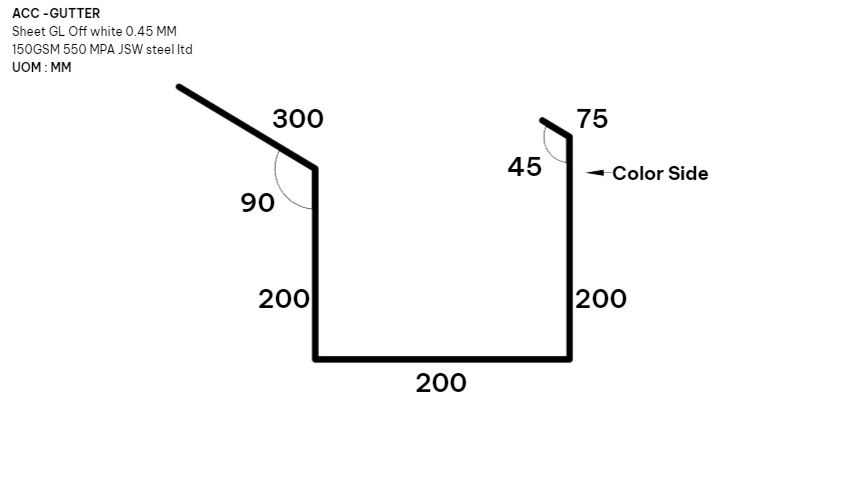 ACC -GUTTER
Sheet GL Off white 0.45 MM
150GSM 550 MPA JSW steel ltd
UOM : MM
300
75
45
Color Side
90
200
200
200